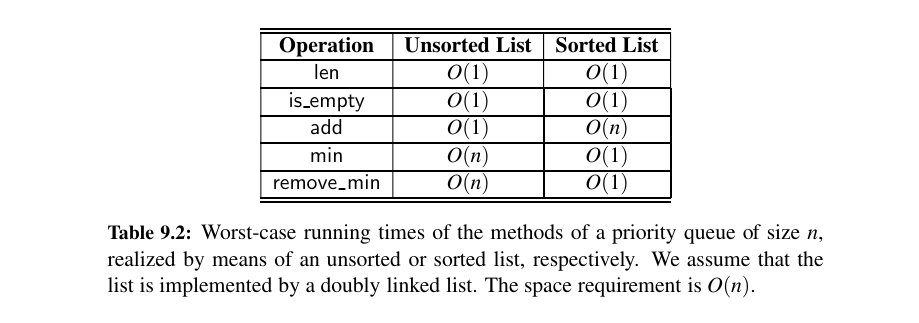 Operation Unsorted List Sorted List
len O(1) O(1)
is_empty O(1) O(1)
add O(1) O(n)
min O(n) O(1)
remove_min O(n) O(1)
Table 9.2: Worst-case running times of the methods of a priority queue of size n,
realized by means of an unsorted or sorted list, respectively. We assume that the
list is implemented by a doubly linked list. The space requirement is O(n).